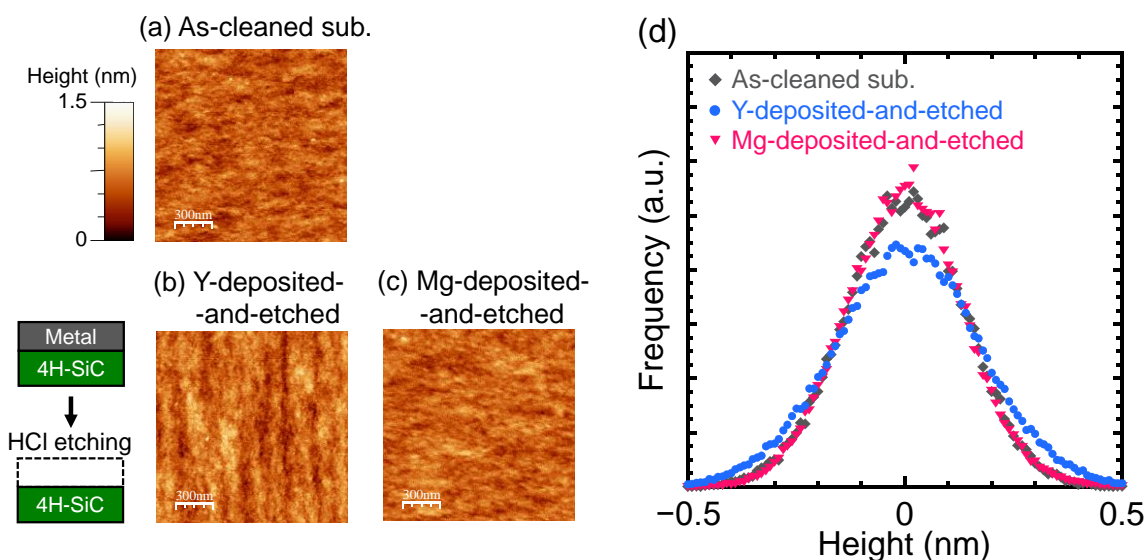 (a) As-cleaned sub.
Height (nm)
1.5
0
300nm
(b) Y-deposited-
-and-etched
300nm
(c) Mg-deposited-
-and-etched
300nm
Metal
4H-SiC
HCl etching
4H-SiC
(d)
As-cleaned sub.
Y-deposited-and-etched
Mg-deposited-and-etched
Frequency (a.u.)
−0.5 0 0.5
Height (nm)